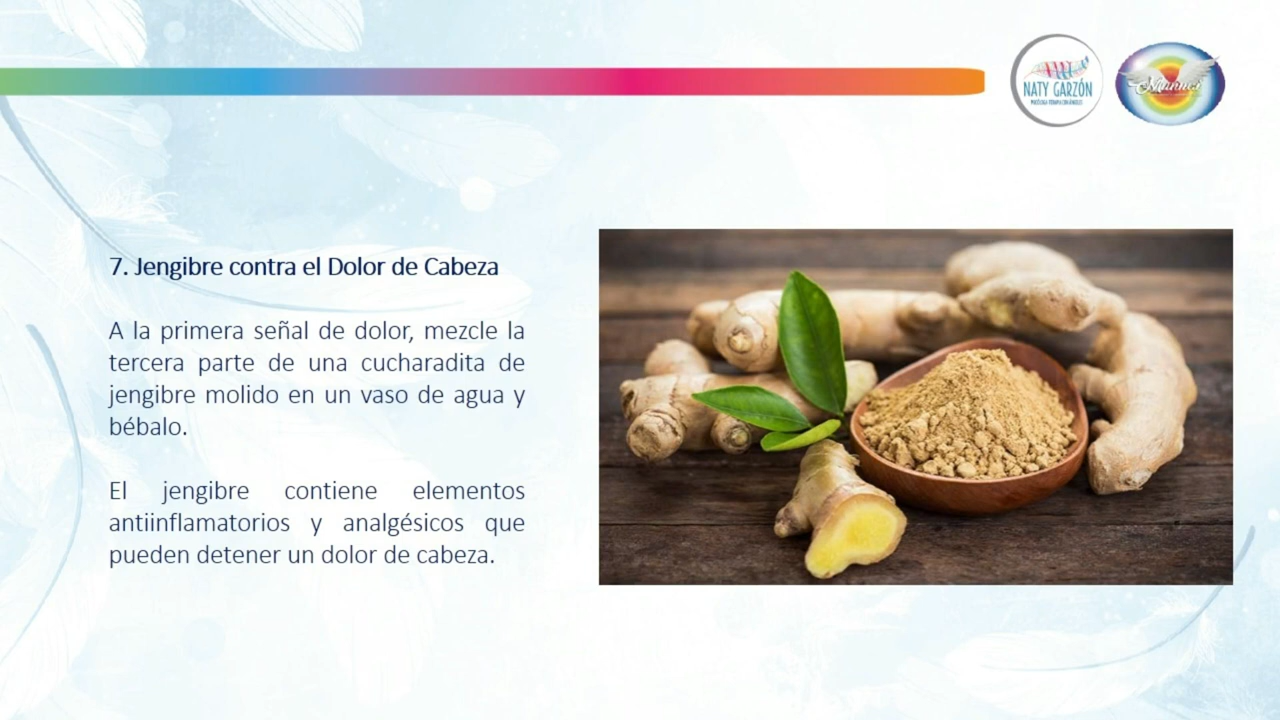 NATY GARZÓN
7. Jengibre contra el Dolor de Cabeza
A la primera señal de dolor, mezcle la
tercera parte de una cucharadita de
jengibre molido en un vaso de agua y
bébalo.
El jengibre contiene elementos
antiinflamatorios y analgésicos que
pueden detener un dolor de cabeza.